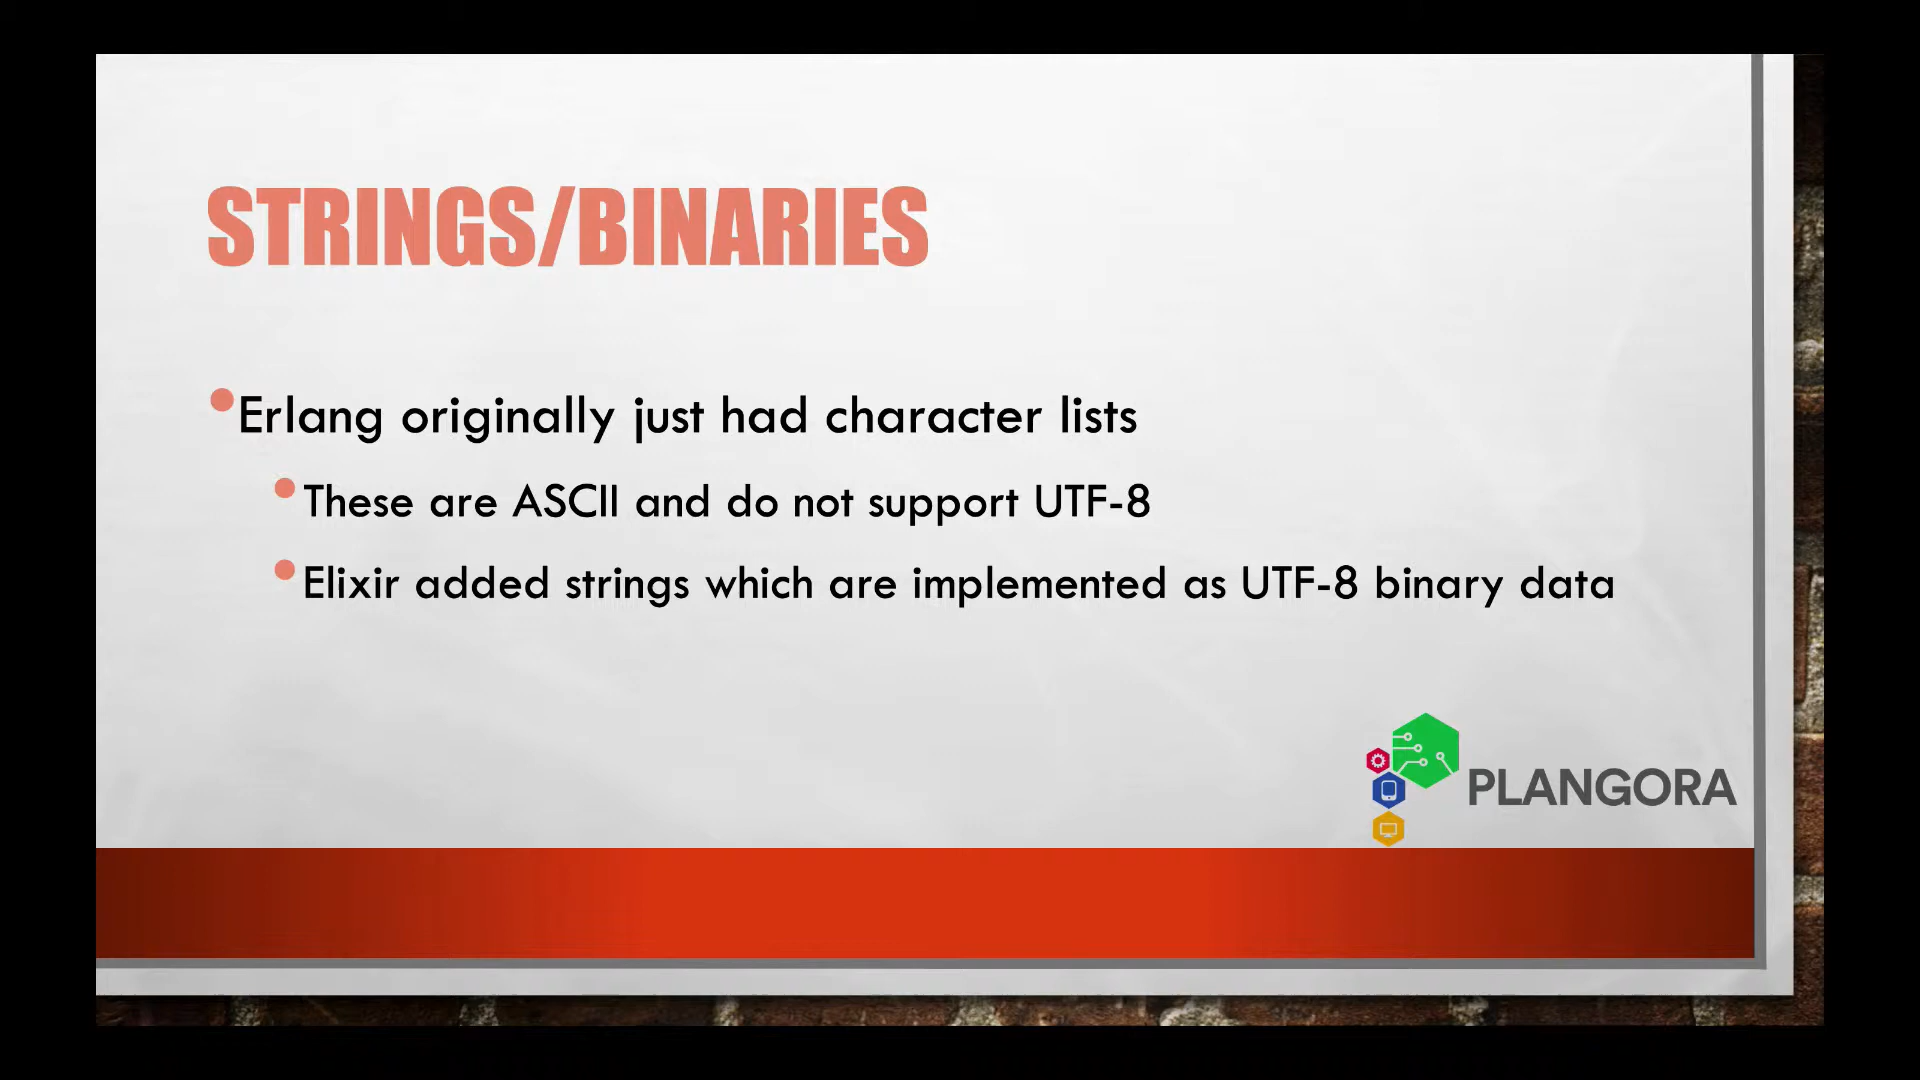 STRINGS/BINARIES
Erlang originally just had character lists
These are ASCII and do not support UTF-8
Elixir added strings which are implemented as UTF-8 binary data
PLANGORA